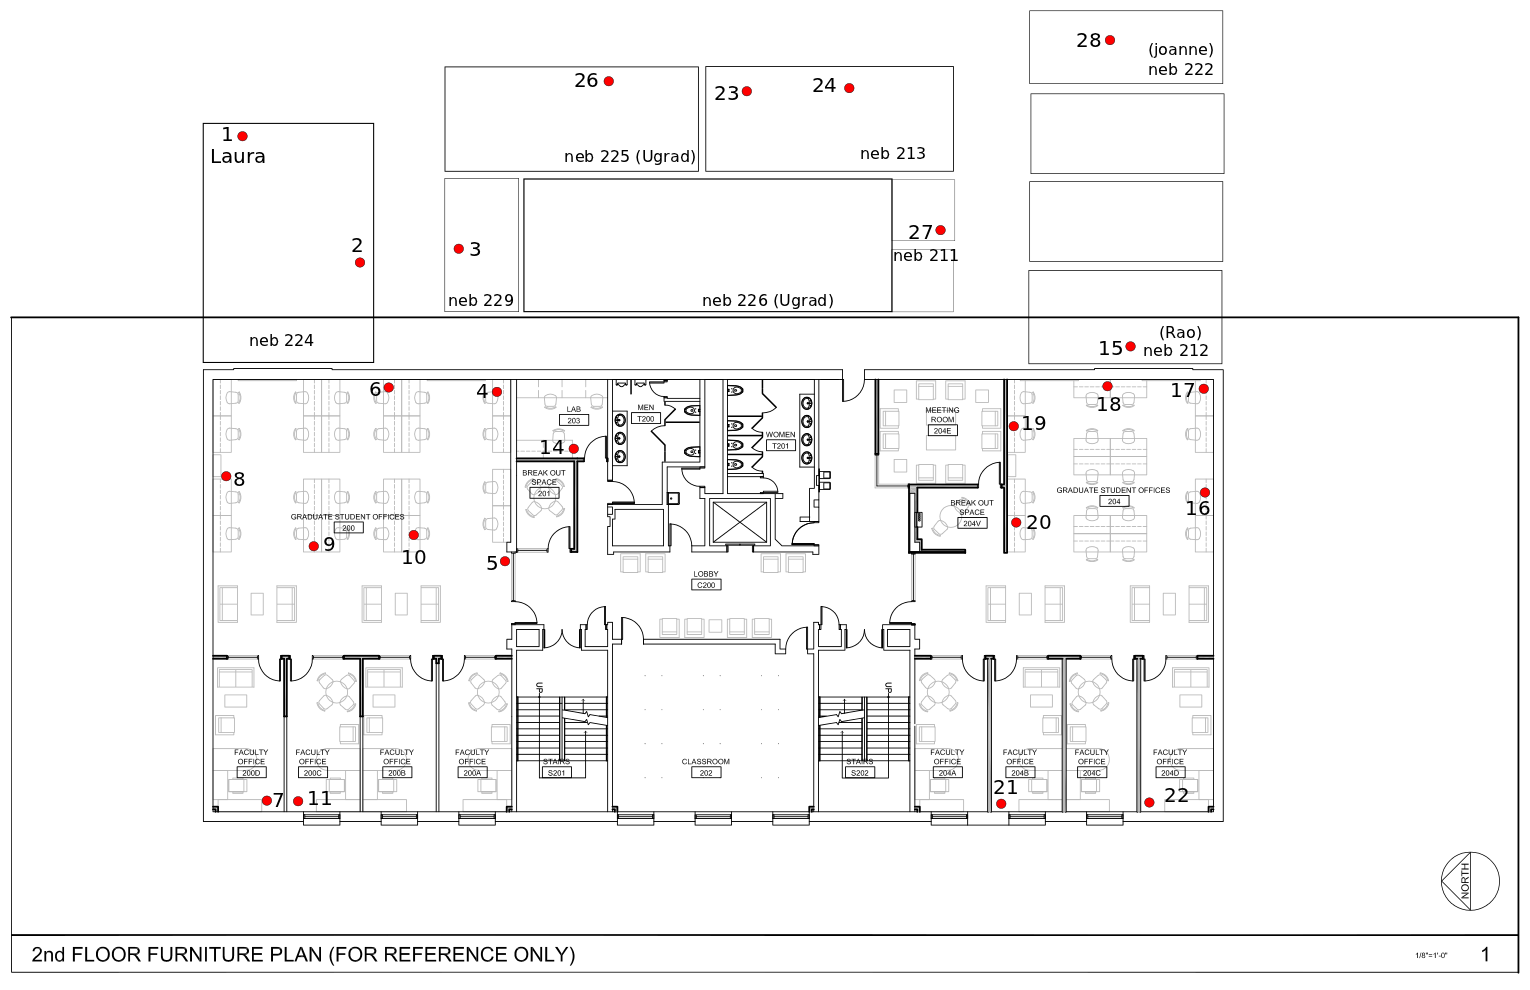 28
(joanne)
neb 222
26
23
24
neb 225 (Ugrad)
neb 213
1
Laura
2
3
27
neb 211
neb 229
neb 226 (Ugrad)
neb 224
(Rao)
15
neb 212
6
4
17
18
LAB
203
MEN
T200
MEETING
ROOM
204E
19
14
WOMEN
T201
8
BREAK OUT
SPACE
201
GRADUATE STUDENT OFFICES
204
16
BREAK OUT
SPACE
204V
20
GRADUATE STUDENT OFFICES
200
9
10
5
LOBBY
C200
UP
UP
FACULTY
OFFICE
200D
FACULTY
OFFICE
200C
FACULTY
OFFICE
200B
FACULTY
OFFICE
200A
STAIRS
S201
CLASSROOM
202
STAIRS
S202
FACULTY
OFFICE
204A
FACULTY
OFFICE
204B
FACULTY
OFFICE
204C
FACULTY
OFFICE
204D
7
11
21
22
NORTH
2nd FLOOR FURNITURE PLAN (FOR REFERENCE ONLY)
1/8"=1'-0"
1